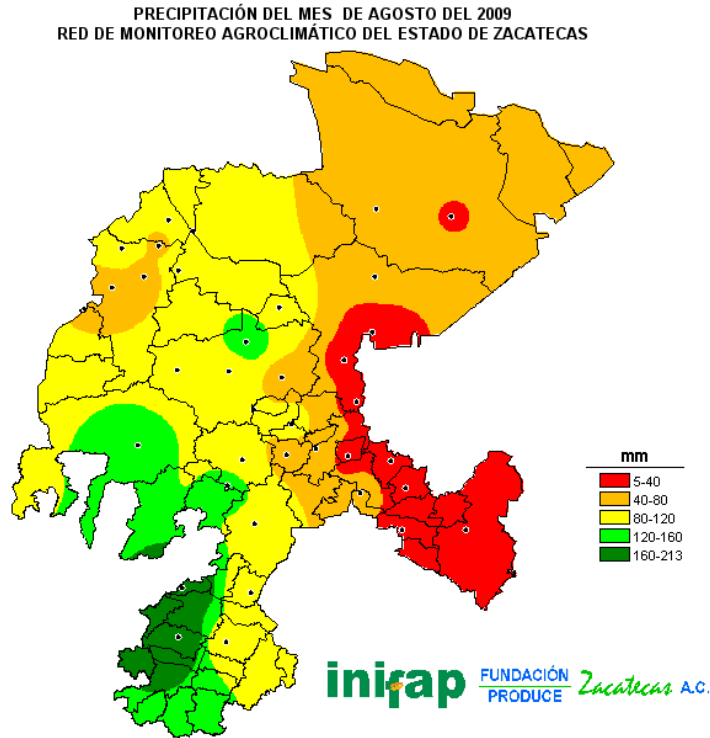 PRECIPITACIÓN DEL MES DE AGOSTO DEL 2009
RED DE MONITOREO AGROCLIMÁTICO DEL ESTADO DE ZACATECAS
mm
5-40
40-80
80-120
120-160
160-213
inifap
FUNDACIÓN
PRODUCE
Zacatecas A.C.